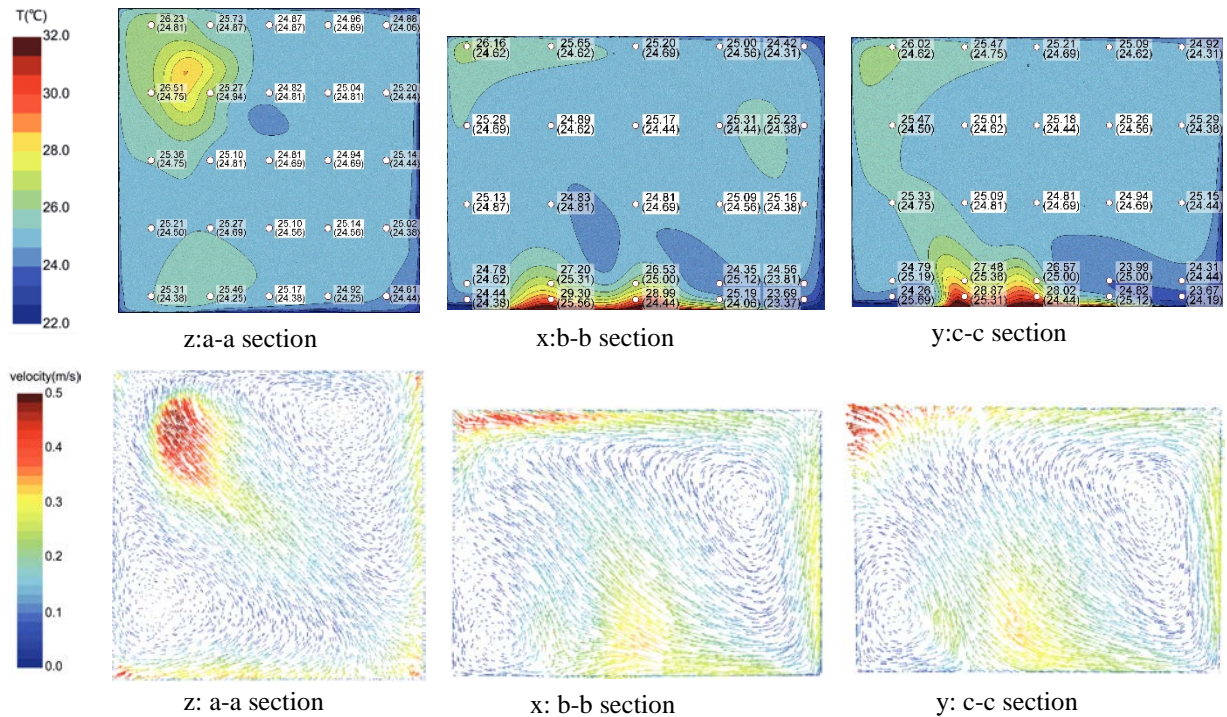 T(℃)
32.0
30.0
28.0
26.0
24.0
22.0
26.23 25.73 24.87 24.96 24.88
(24.81) (24.87) (24.87) (24.69) (24.06)
26.51 25.27 24.82 25.04 25.20
(24.75) (24.94) (24.81) (24.81) (24.44)
25.36 25.10 24.81 24.94 25.14
(24.75) (24.81) (24.69) (24.69) (24.44)
25.21 25.27 25.10 25.14 25.02
(24.50) (24.69) (24.56) (24.56) (24.38)
25.31 25.46 25.17 24.92 24.61
(24.38) (24.25) (24.38) (24.25) (24.44)
z:a-a section
26.16 25.65 25.20 25.00 24.42
(24.62) (24.56) (24.69) (24.56) (24.31)
25.28 24.89 25.17 25.31 25.23
(24.69) (24.62) (24.44) (24.44) (24.38)
25.13 24.83 24.81 25.09 25.16
(24.87) (24.81) (24.69) (24.56) (24.38)
24.78 27.20 26.53 24.35 24.56
(24.62) (25.31) (25.00) (25.12) (23.81)
24.44 29.30 28.99 25.19 23.69
(24.38) (25.56) (24.44) (24.06) (23.37)
x:b-b section
26.02 25.47 25.21 25.09 24.92
(24.62) (24.75) (24.69) (24.62) (24.31)
25.47 25.01 25.18 25.26 25.29
(24.50) (24.62) (24.44) (24.56) (24.38)
25.33 25.09 24.81 24.94 25.15
(24.75) (24.81) (24.69) (24.69) (24.44)
24.79 27.48 26.57 23.99 24.31
(25.19) (25.38) (25.00) (25.00) (24.44)
24.26 28.87 28.02 24.82 23.67
(25.69) (25.31) (24.44) (25.12) (24.19)
y:c-c section
velocity(m/s)
0.5
0.4
0.3
0.2
0.1
0.0
z: a-a section
x: b-b section
y: c-c section